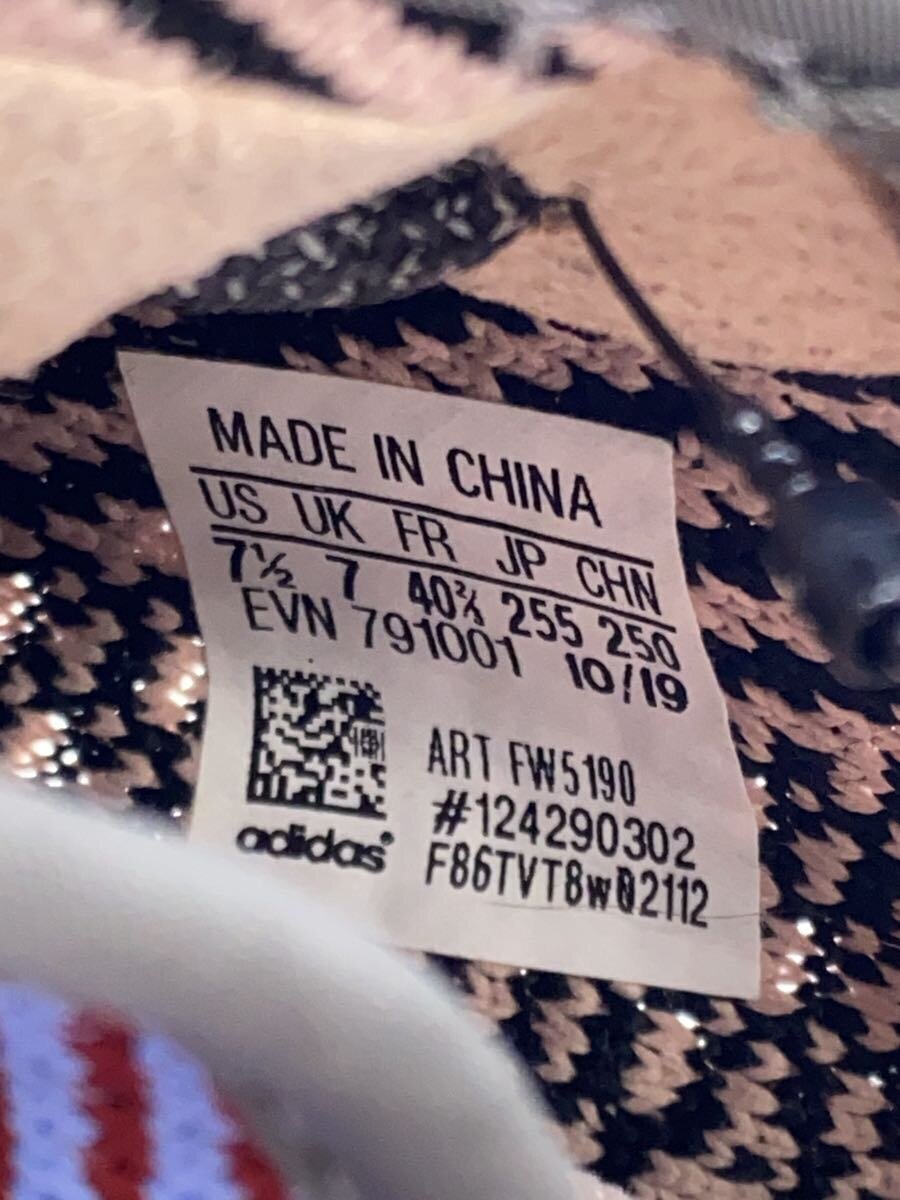 MADE IN CHINA
US UK FR JP CHN
7½ 7 40⅔ 255 250
EVN 791001 10/19
ART FW5190
#124290302
F86TVT8w02112
adidas